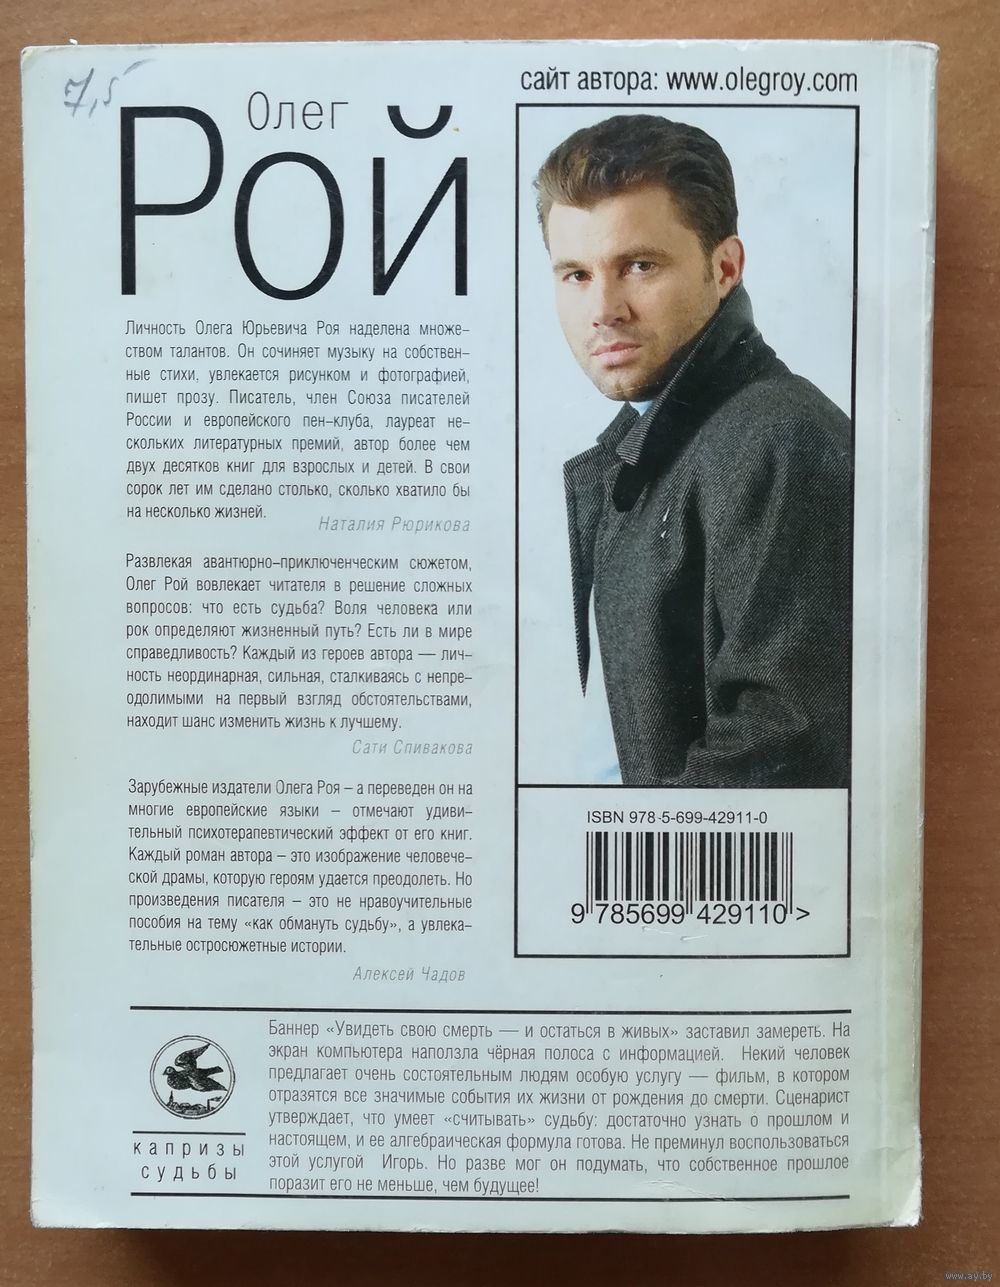 7,5
сайт автора: www.olegroy.com
Олег
Рой
Личность Олега Юрьевича Роя наделена множе-
ством талантов. Он сочиняет музыку на собствен-
ные стихи, увлекается рисунком и фотографией,
пишет прозу. Писатель, член Союза писателей
России и европейского пен-клуба, лауреат не-
скольких литературных премий, автор более чем
двух десятков книг для взрослых и детей. В свои
сорок лет им сделано столько, сколько хватило бы
на несколько жизней.
Наталия Рюрикова
Развлекая авантюрно-приключенческим сюжетом,
Олег Рой вовлекает читателя в решение сложных
вопросов: что есть судьба? Воля человека или
рок определяют жизненный путь? Есть ли в мире
справедливость? Каждый из героев автора — лич-
ность неординарная, сильная, сталкиваясь с непре-
одолимыми на первый взгляд обстоятельствами,
находит шанс изменить жизнь к лучшему.
Сати Спивакова
Зарубежные издатели Олега Роя – а переведен он на
многие европейские языки – отмечают удиви-
тельный психотерапевтический эффект от его книг.
Каждый роман автора – это изображение человече-
ской драмы, которую героям удается преодолеть. Но
произведения писателя – это не нравоучительные
пособия на тему «как обмануть судьбу», а увлека-
тельные остросюжетные истории.
Алексей Чадов
ISBN 978-5-699-42911-0
9 785699 429110 >
капризы
судьбы
Баннер «Увидеть свою смерть — и остаться в живых» заставил замереть. На
экран компьютера наползла чёрная полоса с информацией. Некий человек
предлагает очень состоятельным людям особую услугу — фильм, в котором
отразятся все значимые события их жизни от рождения до смерти. Сценарист
утверждает, что умеет «считывать» судьбу: достаточно узнать о прошлом и
настоящем, и ее алгебраическая формула готова. Не преминул воспользоваться
этой услугой Игорь. Но разве мог он подумать, что собственное прошлое
поразит его не меньше, чем будущее!
www.ay.by